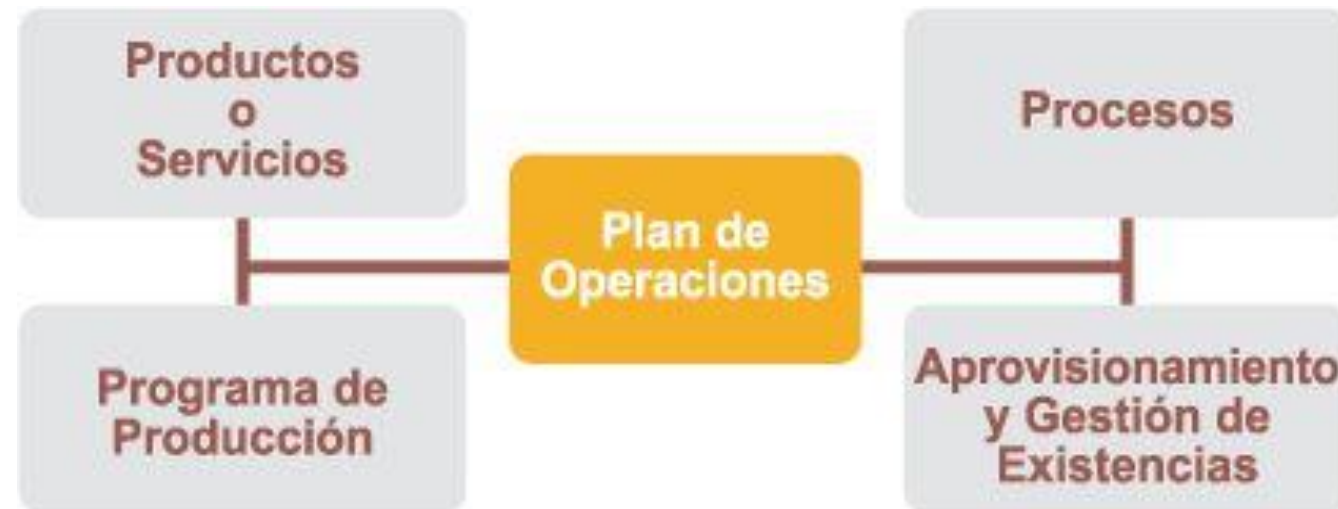 Productos
o
Servicios
Procesos
Plan de
Operaciones
Programa de
Producción
Aprovisionamiento
y Gestión de
Existencias